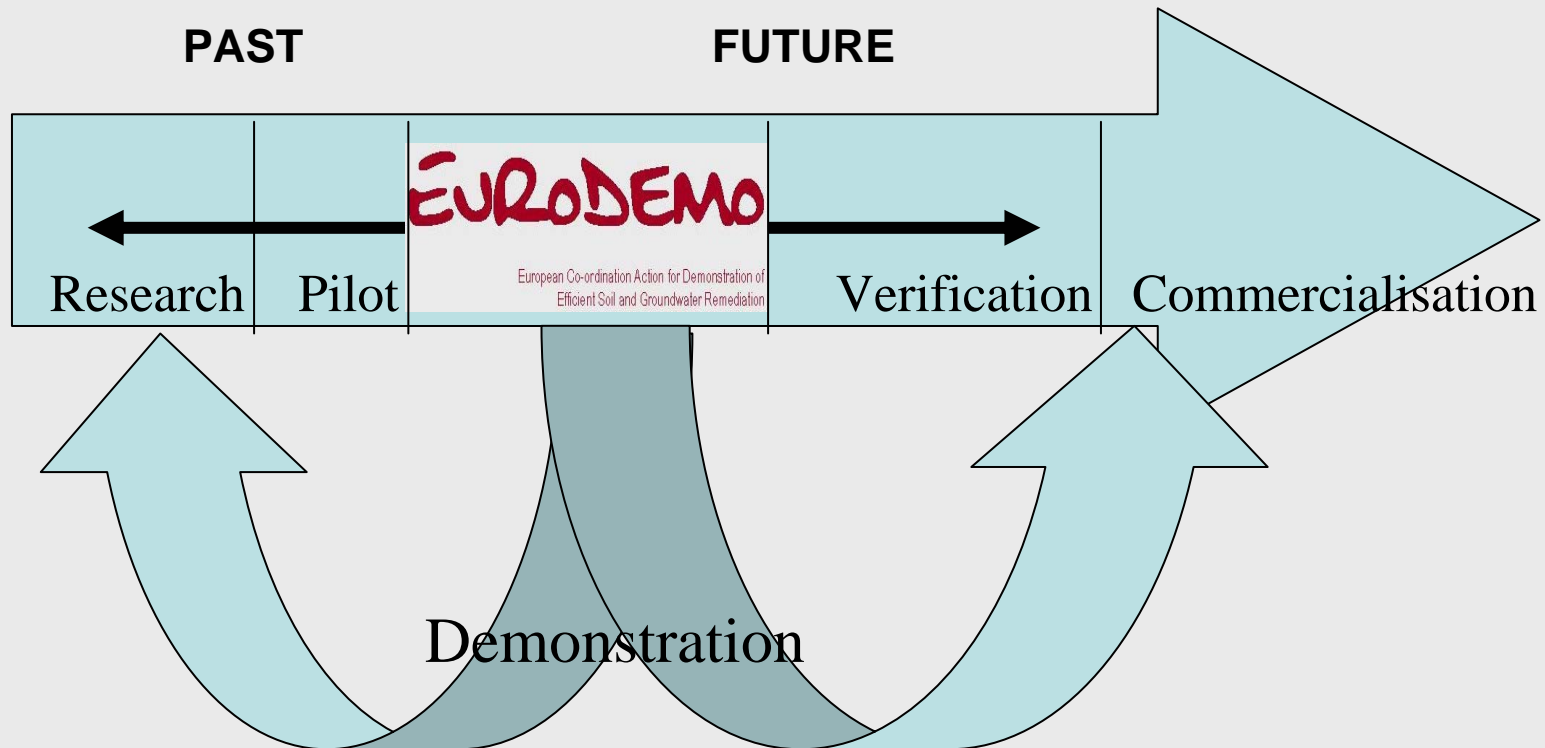 PAST FUTURE
EURODEMO
European Co-ordination Action for Demonstration of
Efficient Soil and Groundwater Remediation
Research Pilot Verification Commercialisation
Demonstration